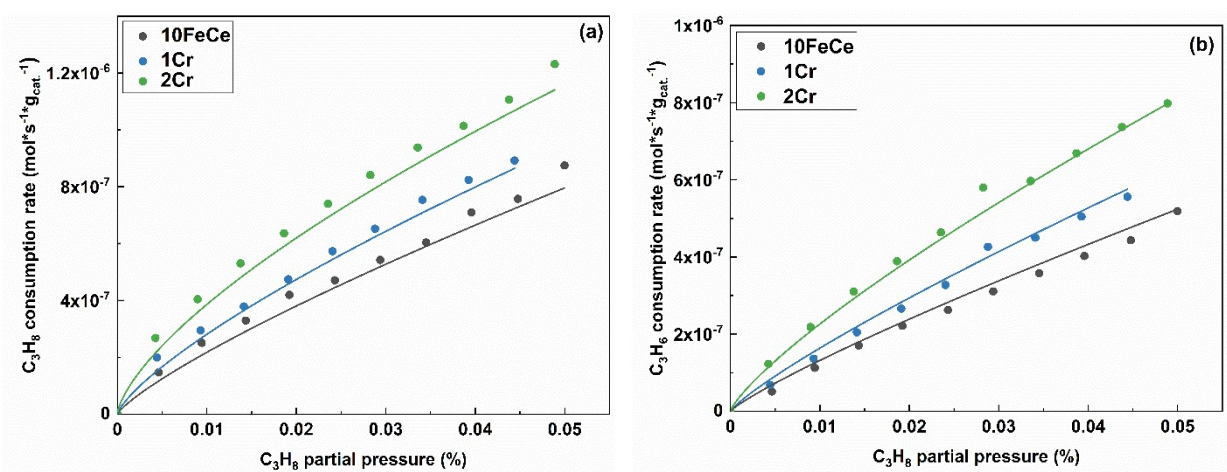 (a)
10FeCe
1Cr
2Cr
C₃H₈ consumption rate (mol*s⁻¹*g_cat.⁻¹)
1.2x10⁻⁶
8x10⁻⁷
4x10⁻⁷
0
0 0.01 0.02 0.03 0.04 0.05
C₃H₈ partial pressure (%)
(b)
10FeCe
1Cr
2Cr
C₃H₆ consumption rate (mol*s⁻¹*g_cat.⁻¹)
1x10⁻⁶
8x10⁻⁷
6x10⁻⁷
4x10⁻⁷
2x10⁻⁷
0
0 0.01 0.02 0.03 0.04 0.05
C₃H₈ partial pressure (%)